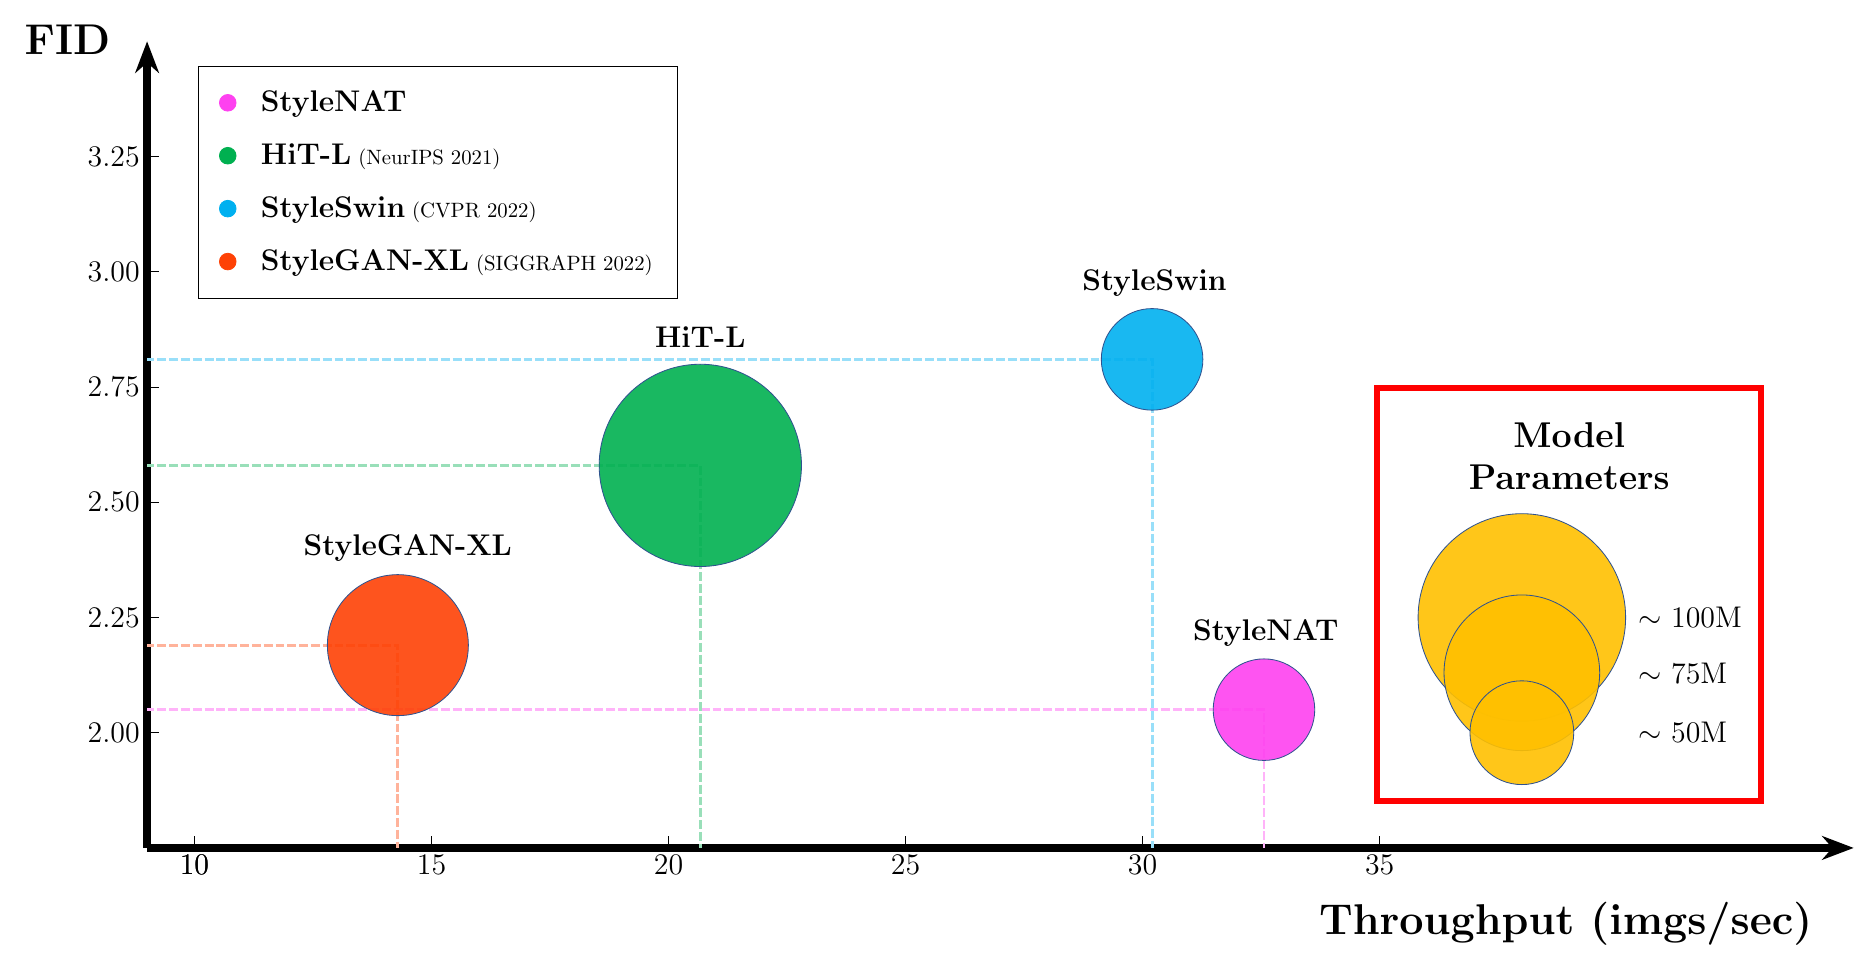 FID
StyleNAT
HiT-L (NeurIPS 2021)
StyleSwin (CVPR 2022)
StyleGAN-XL (SIGGRAPH 2022)
3.25
3.00
2.75
2.50
2.25
2.00
StyleSwin
HiT-L
StyleGAN-XL
StyleNAT
Model
Parameters
~ 100M
~ 75M
~ 50M
10
15
20
25
30
35
Throughput (imgs/sec)